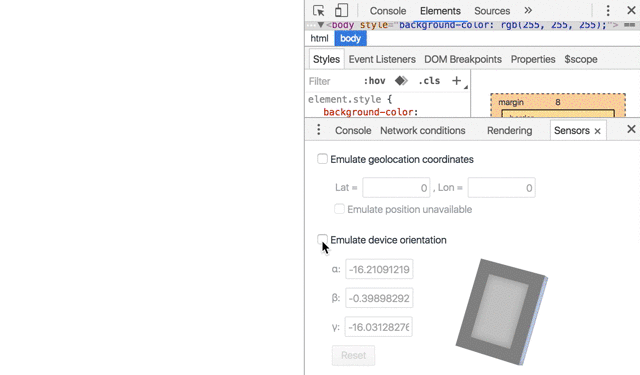 Console Elements Sources »
▼<body style="background-color: rgb(255, 255, 255);">
html body
Styles Event Listeners DOM Breakpoints Properties $scope
Filter :hov .cls +
element.style {
background-color:
margin 8
Console Network conditions Rendering Sensors ×
Emulate geolocation coordinates
Lat = 0 , Lon = 0
Emulate position unavailable
Emulate device orientation
α: -16.21091219
β: -0.39898292
γ: -16.03128276
Reset